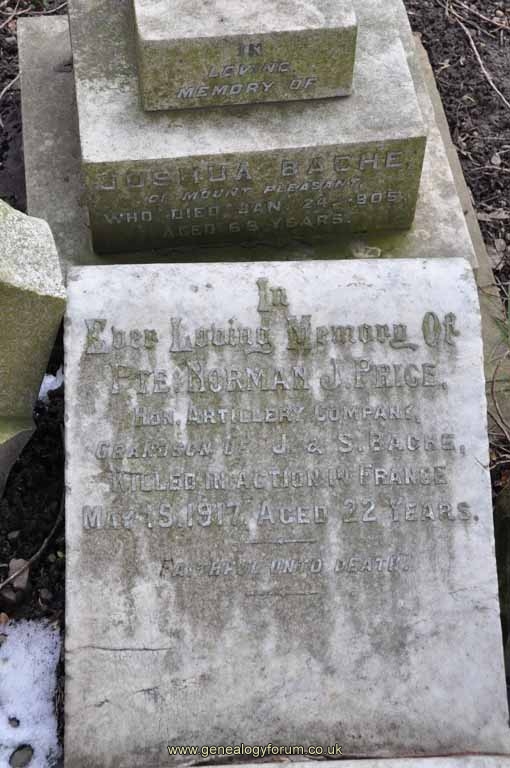 IN
LOVING
MEMORY OF
JOSHUA BACHE,
OF MOUNT PLEASANT,
WHO DIED JAN. 24TH 1905,
AGED 69 YEARS.
In
Ever Loving Memory Of
PTE. NORMAN J. PRICE,
HON. ARTILLERY COMPANY,
GRANDSON OF J. & S. BACHE,
KILLED IN ACTION IN FRANCE
MAY 15, 1917, AGED 22 YEARS.
"FAITHFUL UNTO DEATH."
www.genealogyforum.co.uk